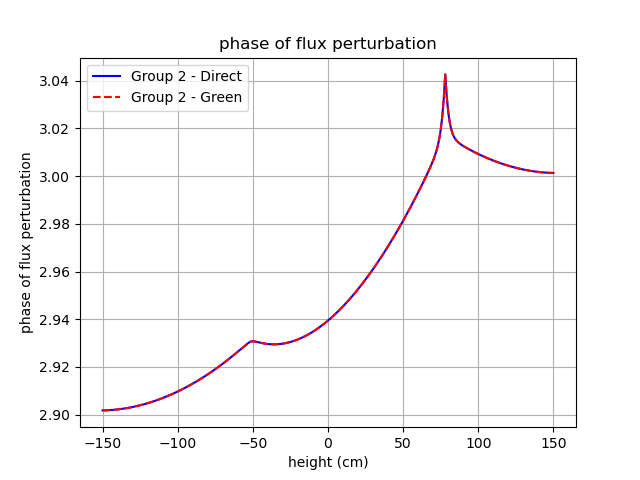 phase of flux perturbation
Group 2 - Direct
Group 2 - Green
3.04
3.02
3.00
2.98
2.96
2.94
2.92
2.90
phase of flux perturbation
−150 −100 −50 0 50 100 150
height (cm)